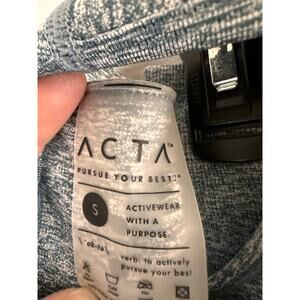 ACTA™
PURSUE YOUR BEST!™
S
ACTIVEWEAR
WITH A
PURPOSE
verb: to actively
pursue your best